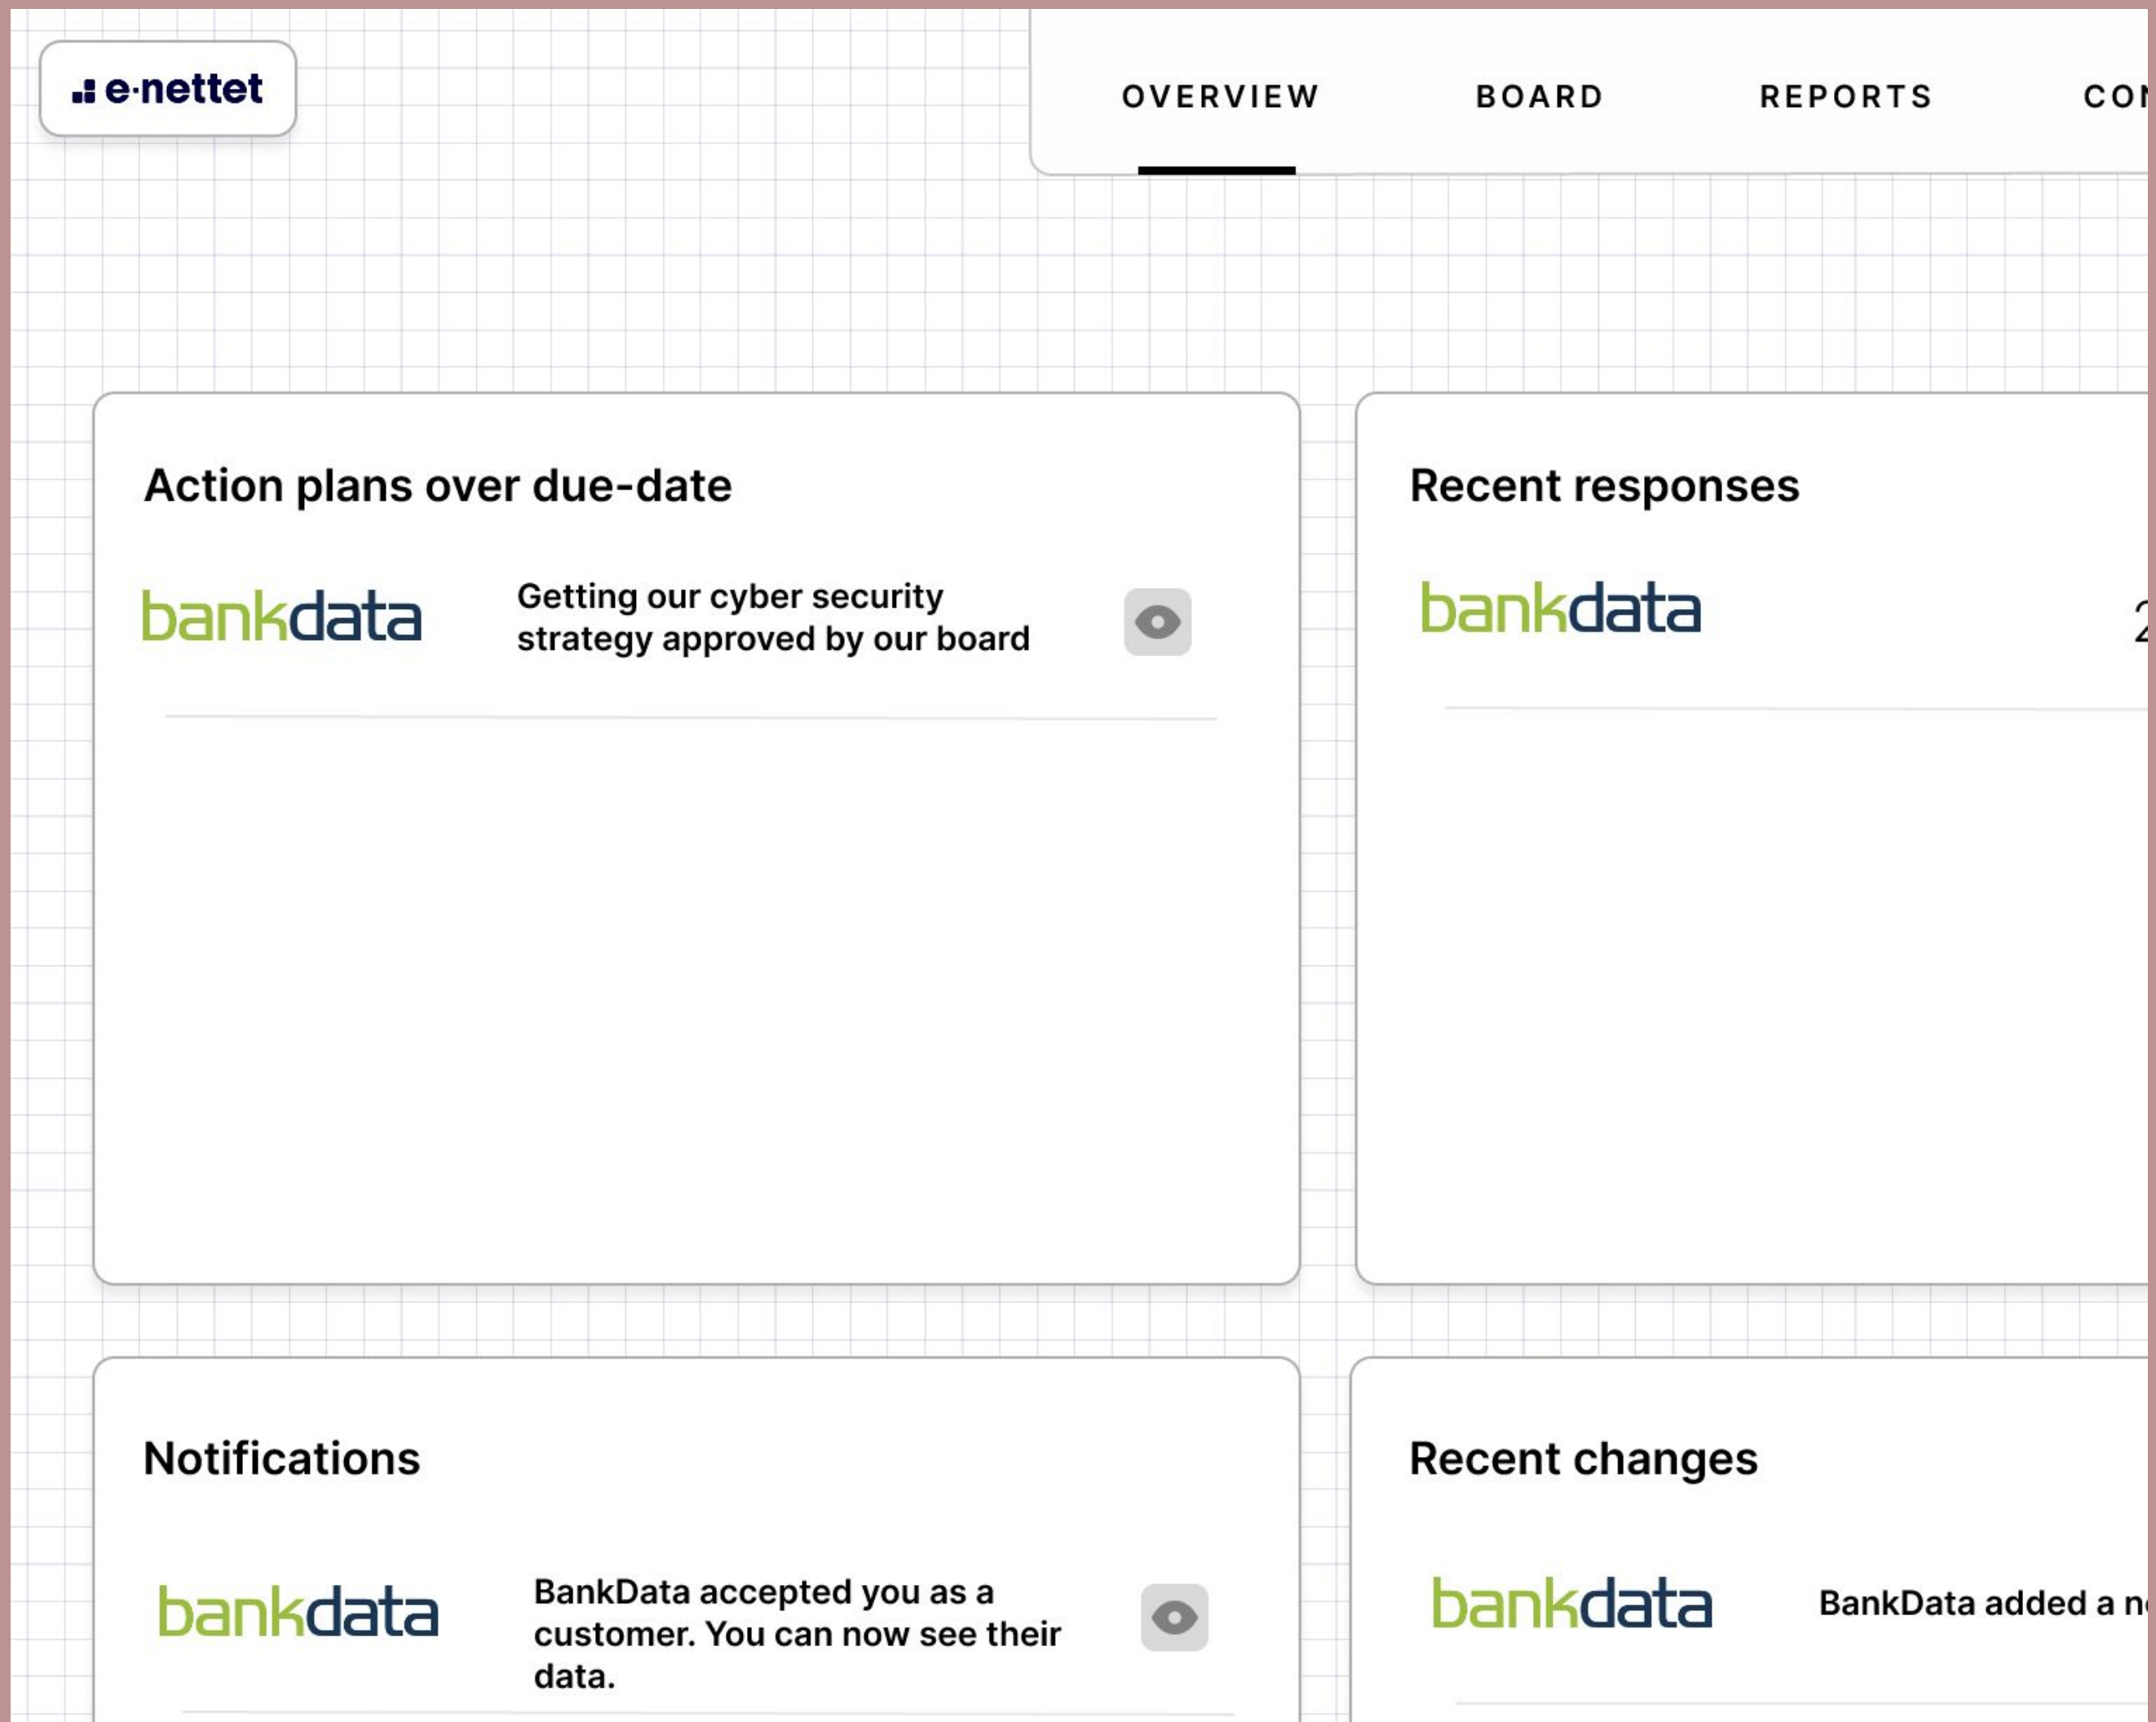 e·nettet
OVERVIEW BOARD REPORTS
Action plans over due-date
bankdata
Getting our cyber security
strategy approved by our board
Recent responses
bankdata
Notifications
bankdata
BankData accepted you as a
customer. You can now see their
data.
Recent changes
bankdata
BankData added a